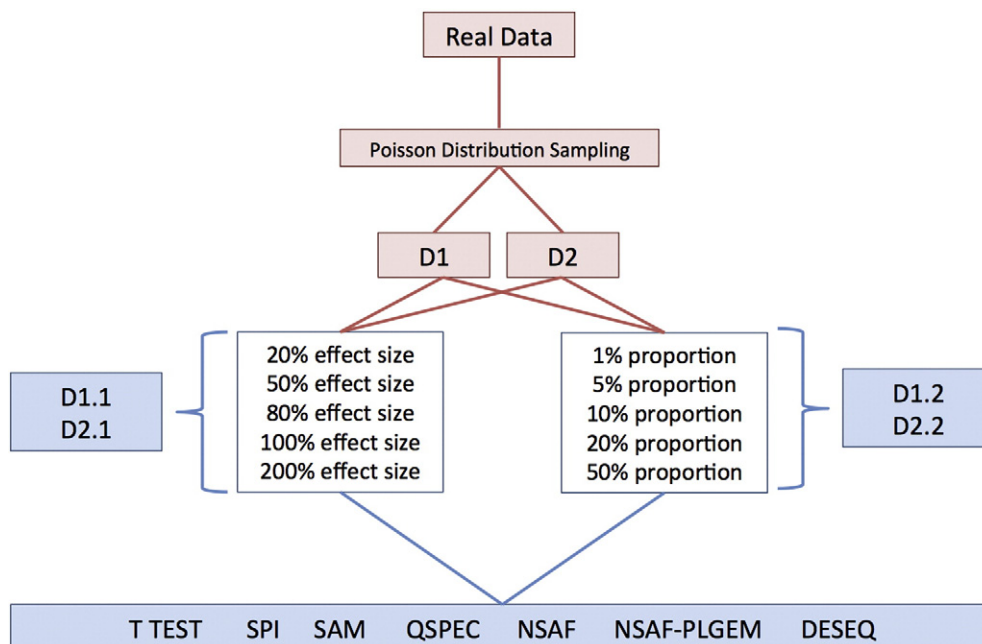 Real Data
Poisson Distribution Sampling
D1 D2
20% effect size
50% effect size
80% effect size
100% effect size
200% effect size
1% proportion
5% proportion
10% proportion
20% proportion
50% proportion
D1.1
D2.1
D1.2
D2.2
T TEST SPI SAM QSPEC NSAF NSAF-PLGEM DESEQ